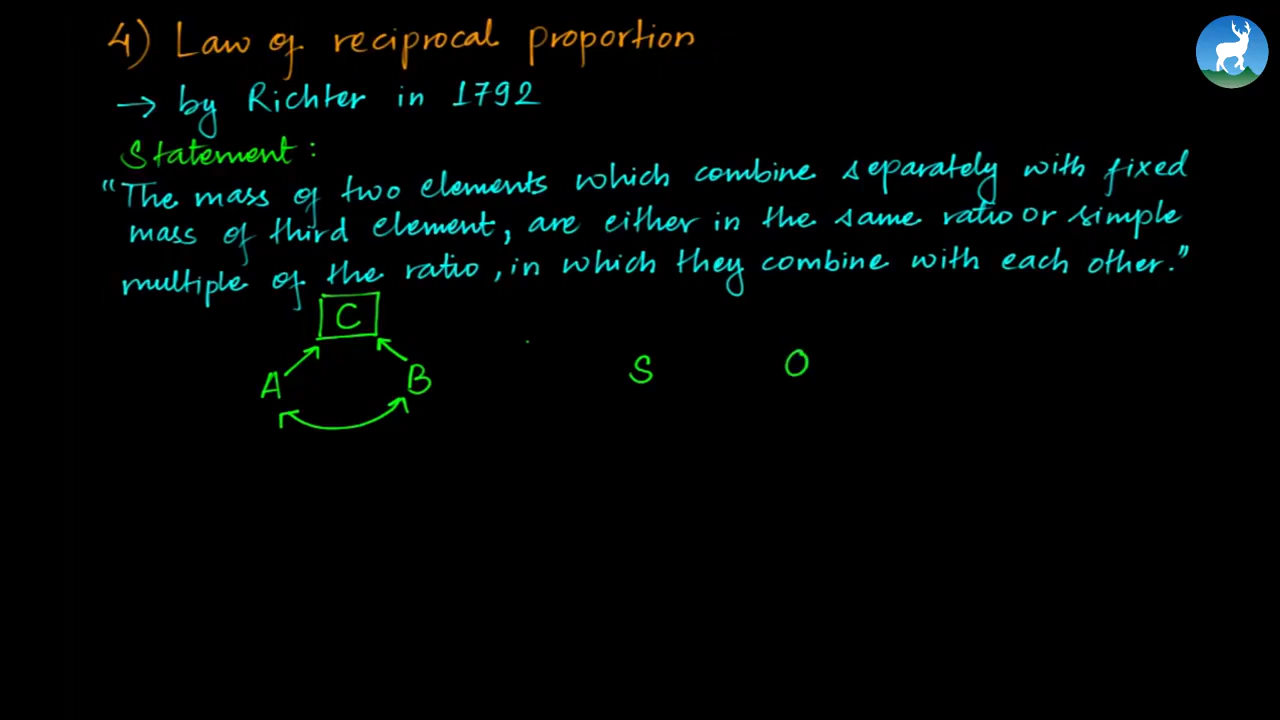 4) Law of reciprocal proportion
→ by Richter in 1792
Statement:
"The mass of two elements which combine separately with fixed
mass of third element, are either in the same ratio or simple
multiple of the ratio, in which they combine with each other."
C
A B
S O